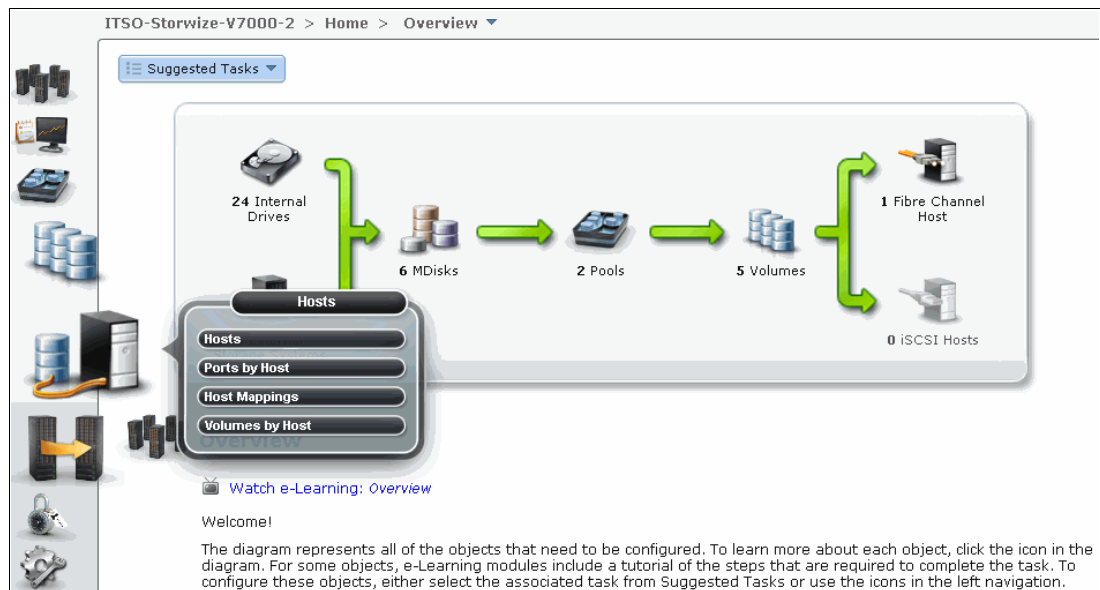 ITSO-Storwize-V7000-2 > Home > Overview
Suggested Tasks
24 Internal
Drives
6 MDisks
2 Pools
5 Volumes
1 Fibre Channel
Host
0 iSCSI Hosts
Hosts
Hosts
Ports by Host
Host Mappings
Volumes by Host
Overview
Watch e-Learning: Overview
Welcome!
The diagram represents all of the objects that need to be configured. To learn more about each object, click the icon in the
diagram. For some objects, e-Learning modules include a tutorial of the steps that are required to complete the task. To
configure these objects, either select the associated task from Suggested Tasks or use the icons in the left navigation.